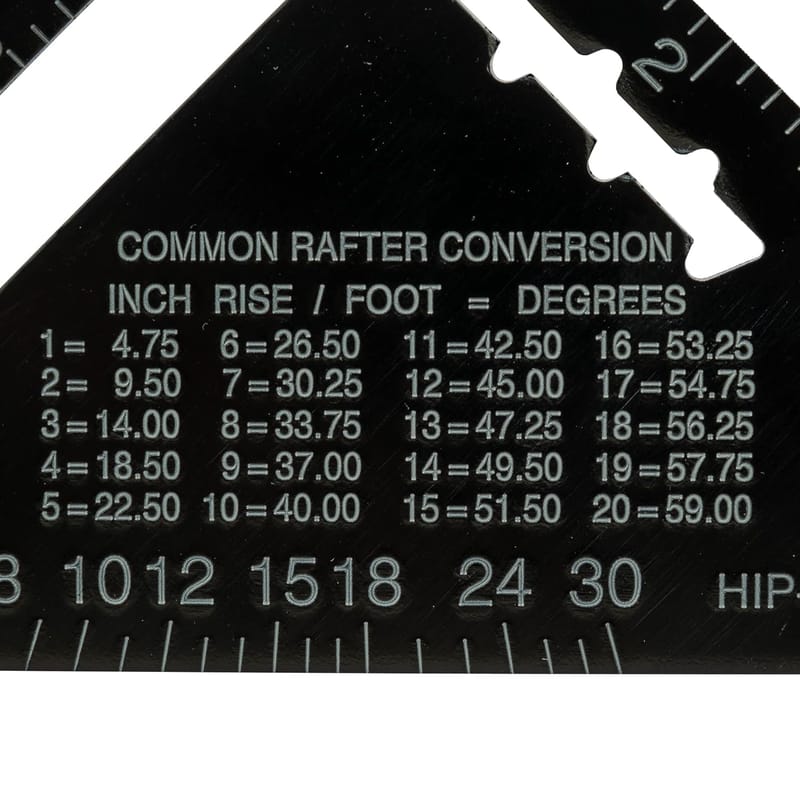 2
COMMON RAFTER CONVERSION
INCH RISE / FOOT = DEGREES
1= 4.75 6=26.50 11=42.50 16=53.25
2= 9.50 7=30.25 12=45.00 17=54.75
3=14.00 8=33.75 13=47.25 18=56.25
4=18.50 9=37.00 14=49.50 19=57.75
5=22.50 10=40.00 15=51.50 20=59.00
8 10 12 15 18 24 30 HIP-